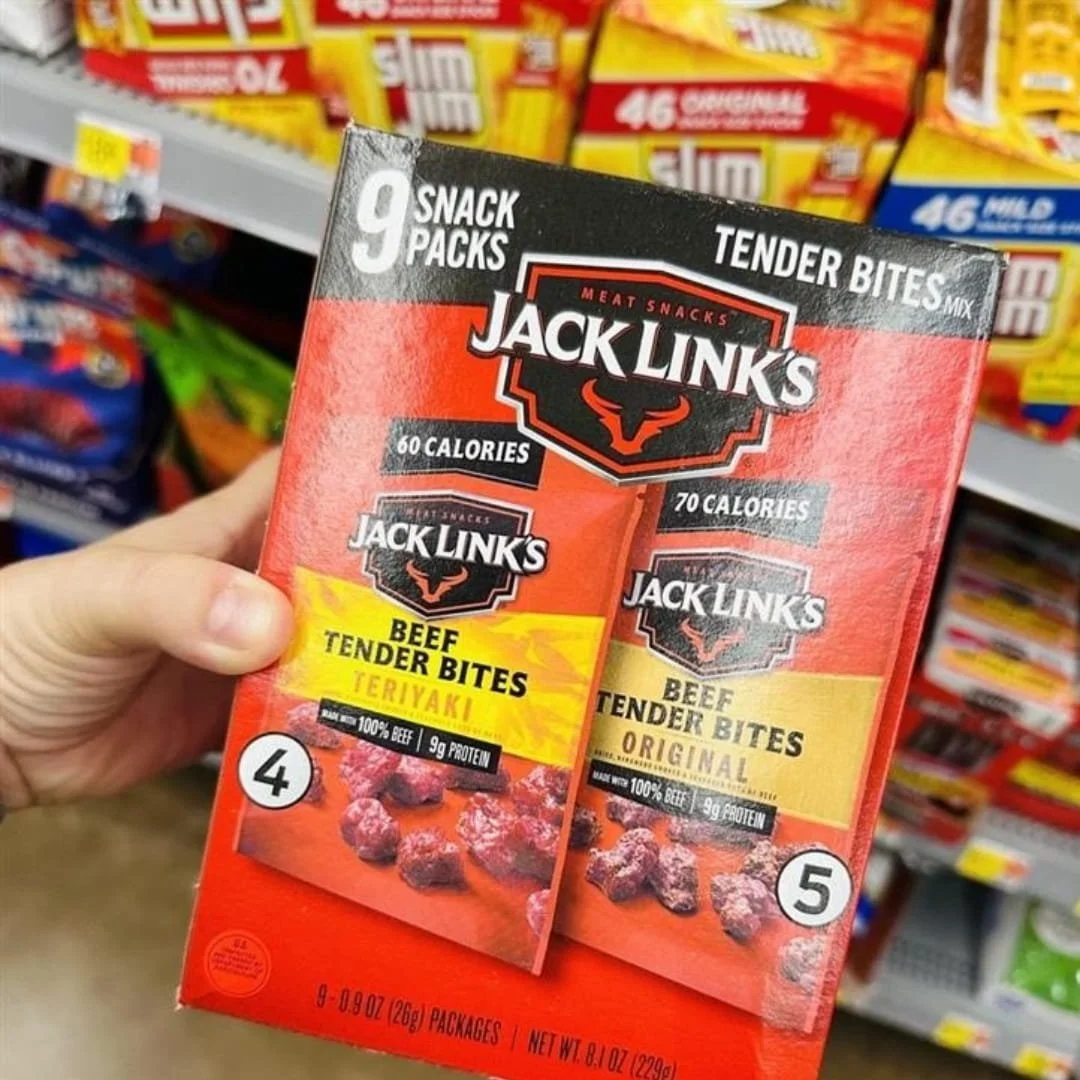 slim
jim
46 ORIGINAL
slim
46 MILD
9 SNACK
PACKS
TENDER BITES MIX
MEAT SNACKS
JACK LINK'S
60 CALORIES
MEAT SNACKS
JACK LINK'S
BEEF
TENDER BITES
TERIYAKI
MADE WITH 100% BEEF | 9g PROTEIN
4
70 CALORIES
JACK LINK'S
BEEF
TENDER BITES
ORIGINAL
MADE WITH 100% BEEF | 9g PROTEIN
5
U.S.
9 - 0.9 OZ (26g) PACKAGES | NET WT. 8.1 OZ (229g)